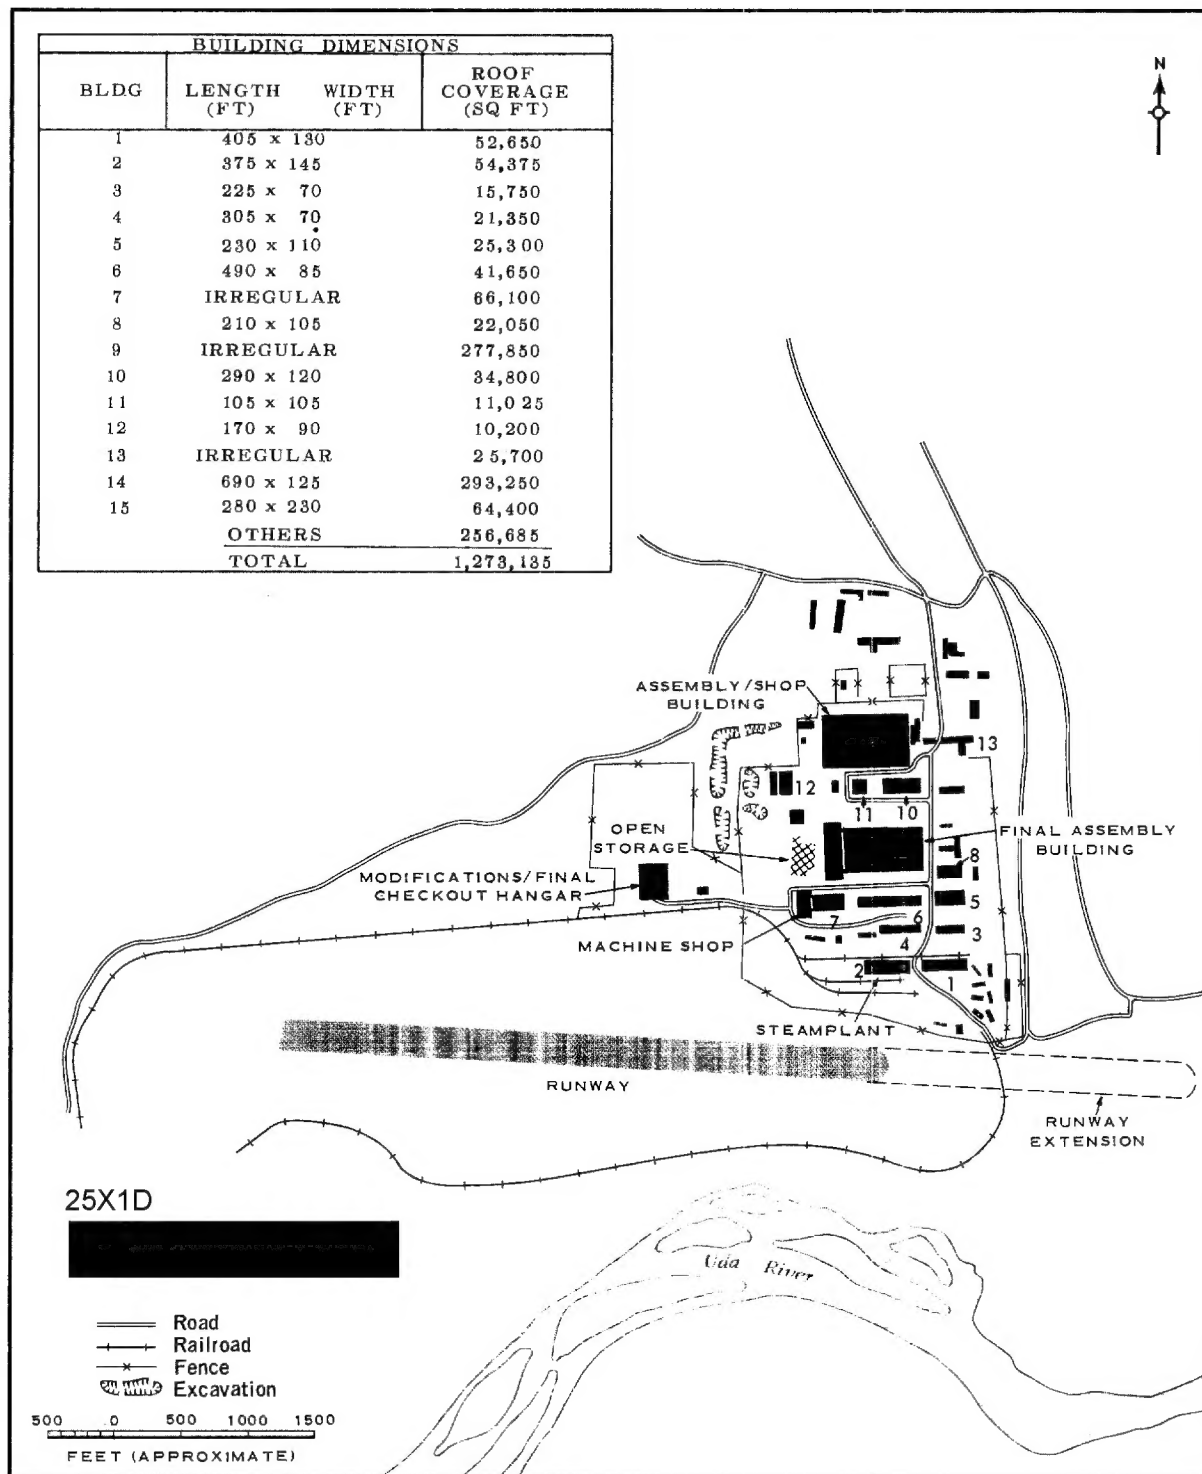 BUILDING DIMENSIONS
BLDG LENGTH (FT) WIDTH (FT) ROOF COVERAGE (SQ FT)
1 405 x 130 52,650
2 375 x 145 54,375
3 225 x 70 15,750
4 305 x 70 21,350
5 230 x 110 25,300
6 490 x 85 41,650
7 IRREGULAR 66,100
8 210 x 105 22,050
9 IRREGULAR 277,850
10 290 x 120 34,800
11 105 x 105 11,025
12 170 x 90 10,200
13 IRREGULAR 25,700
14 690 x 125 293,250
15 280 x 230 64,400
OTHERS 256,685
TOTAL 1,273,135
N
ASSEMBLY/SHOP
BUILDING
13
12
11
10
OPEN
STORAGE
FINAL ASSEMBLY
BUILDING
8
MODIFICATIONS/FINAL
CHECKOUT HANGAR
5
7
6
MACHINE SHOP
4
3
2
1
STEAMPLANT
RUNWAY
RUNWAY
EXTENSION
25X1D
Uda River
Road
Railroad
Fence
Excavation
500 0 500 1000 1500
FEET (APPROXIMATE)